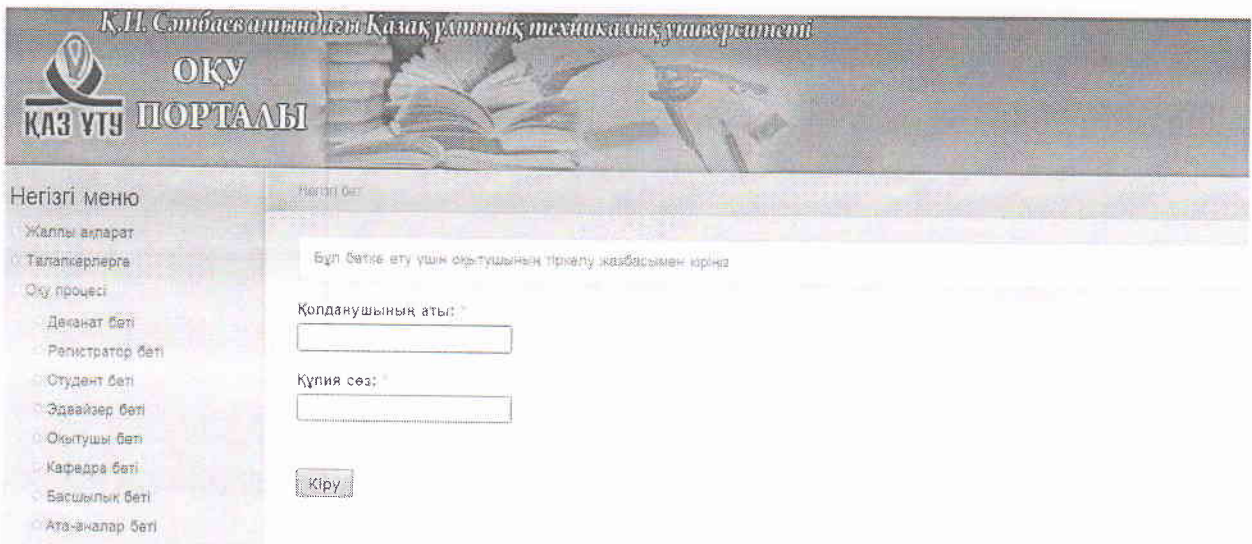 Қ.И. Сәтбаев атындағы Қазақ ұлттық техникалық университеті
ОҚУ
ПОРТАЛЫ
ҚАЗ ҰТУ
Негізгі меню
Жалпы ақпарат
Талапкерлерге
Оқу процесі
Деканат беті
Регистратор беті
Студент беті
Эдвайзер беті
Оқытушы беті
Кафедра беті
Басшылық беті
Ата-аналар беті
Негізгі бет
Бұл бетке өту үшін оқытушының тіркелу жазбасымен кіріңіз
Қолданушының аты: *
Құпия сөз: *
Кіру